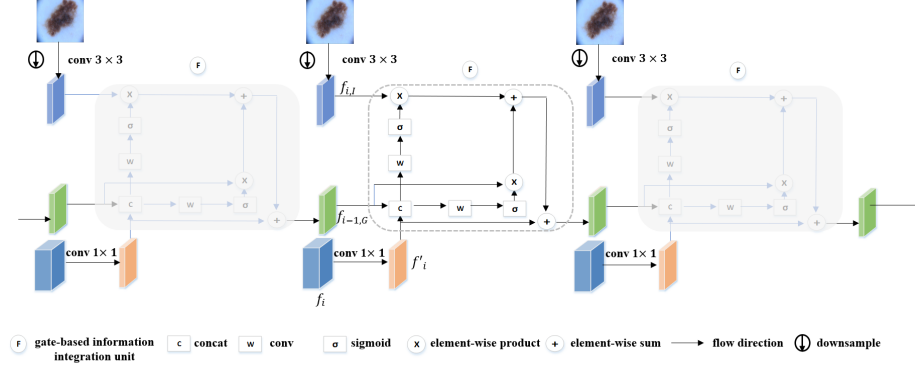 conv 3 × 3
conv 3 × 3
conv 3 × 3
F
F
F
f_{i,I}
X
+
X
+
X
+
σ
σ
σ
W
W
W
X
X
X
C
W
σ
C
W
σ
C
W
σ
f_{i−1,G}
+
+
+
conv 1× 1
conv 1× 1
conv 1× 1
f'_i
f_i
F gate-based information integration unit
C concat
W conv
σ sigmoid
X element-wise product
+ element-wise sum
flow direction
downsample